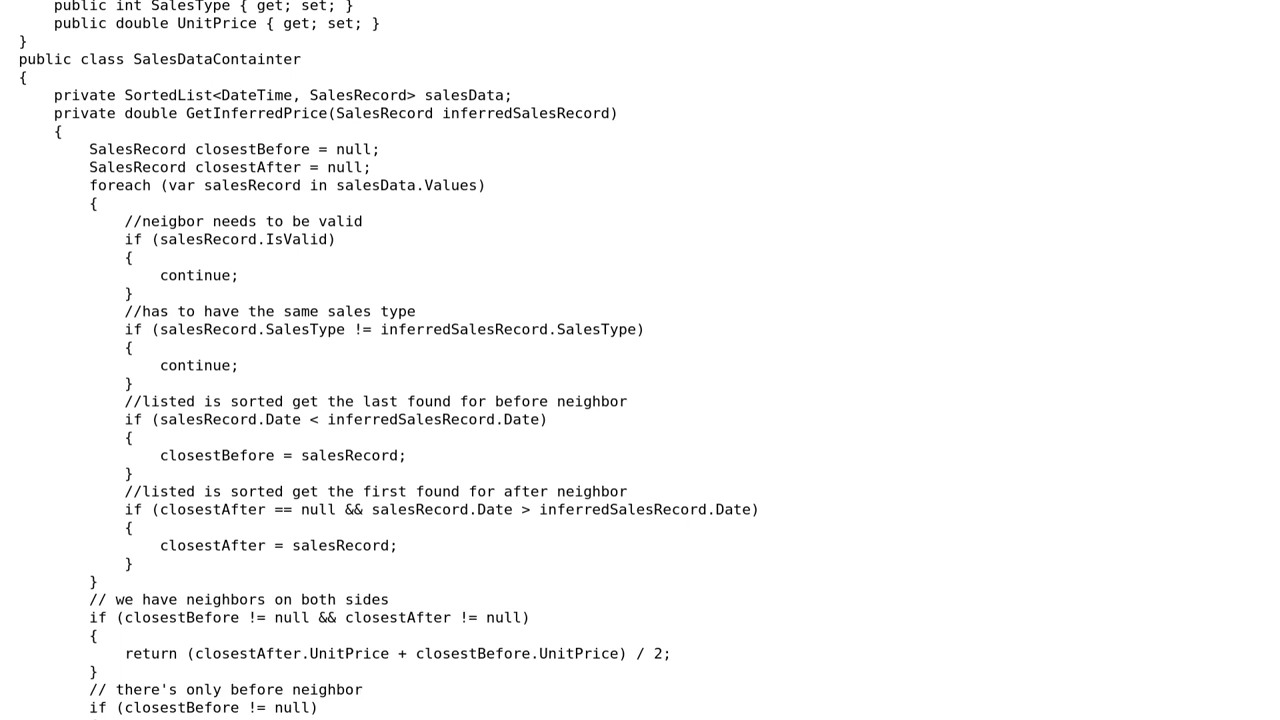 public int SalesType { get; set; }
public double UnitPrice { get; set; }
}
public class SalesDataContainter
{
private SortedList<DateTime, SalesRecord> salesData;
private double GetInferredPrice(SalesRecord inferredSalesRecord)
{
SalesRecord closestBefore = null;
SalesRecord closestAfter = null;
foreach (var salesRecord in salesData.Values)
{
//neigbor needs to be valid
if (salesRecord.IsValid)
{
continue;
}
//has to have the same sales type
if (salesRecord.SalesType != inferredSalesRecord.SalesType)
{
continue;
}
//listed is sorted get the last found for before neighbor
if (salesRecord.Date < inferredSalesRecord.Date)
{
closestBefore = salesRecord;
}
//listed is sorted get the first found for after neighbor
if (closestAfter == null && salesRecord.Date > inferredSalesRecord.Date)
{
closestAfter = salesRecord;
}
}
// we have neighbors on both sides
if (closestBefore != null && closestAfter != null)
{
return (closestAfter.UnitPrice + closestBefore.UnitPrice) / 2;
}
// there's only before neighbor
if (closestBefore != null)